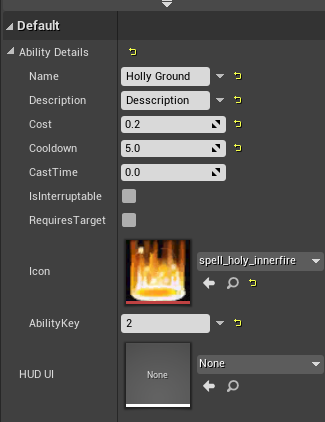 Default
Ability Details
Name Holly Ground
Description Desscription
Cost 0.2
Cooldown 5.0
CastTime 0.0
IsInterruptable
RequiresTarget
Icon spell_holy_innerfire
AbilityKey 2
HUD UI None None